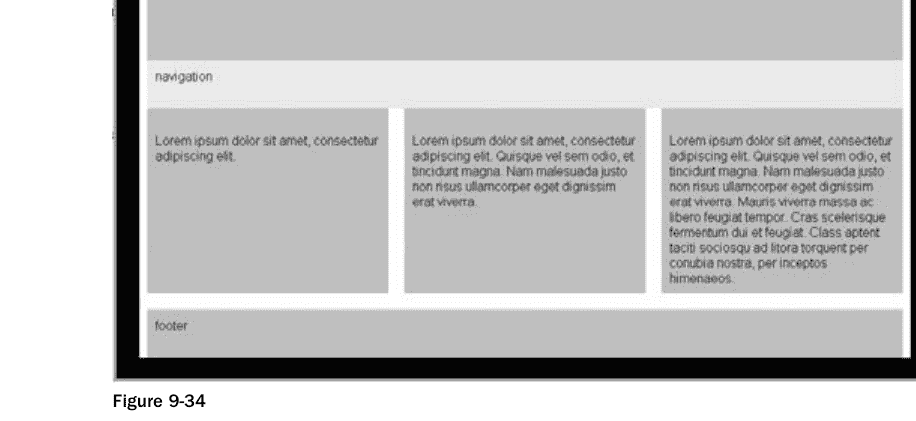 navigation
Lorem ipsum dolor sit amet, consectetur
adipiscing elit.
Lorem ipsum dolor sit amet, consectetur
adipiscing elit. Quisque vel sem odio, et
tincidunt magna. Nam malesuada justo
non risus ullamcorper eget dignissim
erat viverra.
Lorem ipsum dolor sit amet, consectetur
adipiscing elit. Quisque vel sem odio, et
tincidunt magna. Nam malesuada justo
non risus ullamcorper eget dignissim
erat viverra. Mauris viverra massa ac
libero feugiat tempor. Cras scelerisque
fermentum dui et feugiat. Class aptent
taciti sociosqu ad litora torquent per
conubia nostra, per inceptos
himenaeos.
footer
Figure 9-34